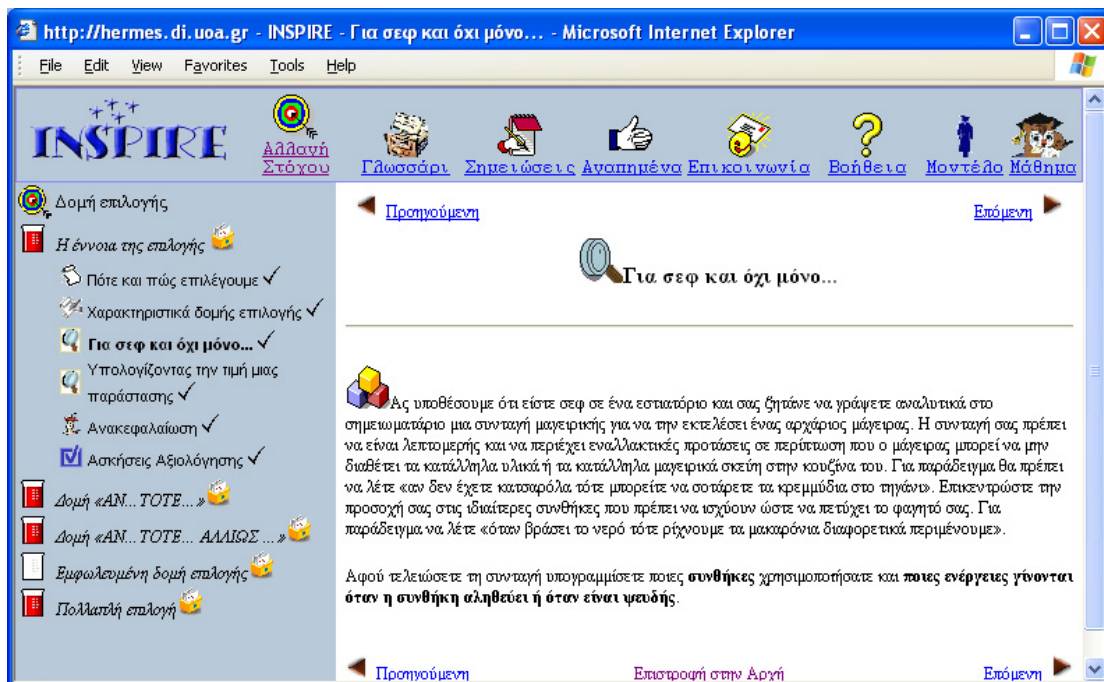 http://hermes.di.uoa.gr - INSPIRE - Για σεφ και όχι μόνο... - Microsoft Internet Explorer
File Edit View Favorites Tools Help
INSPIRE
Αλλαγή
Στόχου
Γλωσσάρι Σημειώσεις Αγαπημένα Επικοινωνία Βοήθεια Μοντέλο Μάθημα
Δομή επιλογής
Η έννοια της επιλογής
Πότε και πώς επιλέγουμε
Χαρακτηριστικά δομής επιλογής
Για σεφ και όχι μόνο...
Υπολογίζοντας την τιμή μιας
παράστασης
Ανακεφαλαίωση
Ασκήσεις Αξιολόγησης
Δομή «ΑΝ... ΤΟΤΕ... »
Δομή «ΑΝ... ΤΟΤΕ... ΑΛΛΙΩΣ ... »
Εμφωλευμένη δομή επιλογής
Πολλαπλή επιλογή
Προηγούμενη Επόμενη
Για σεφ και όχι μόνο...
Ας υποθέσουμε ότι είστε σεφ σε ένα εστιατόριο και σας ζητάνε να γράψετε αναλυτικά στο
σημειωματάριο μια συνταγή μαγειρικής για να την εκτελέσει ένας αρχάριος μάγειρας. Η συνταγή σας πρέπει
να είναι λεπτομερής και να περιέχει εναλλακτικές προτάσεις σε περίπτωση που ο μάγειρας μπορεί να μην
διαθέτει τα κατάλληλα υλικά ή τα κατάλληλα μαγειρικά σκεύη στην κουζίνα του. Για παράδειγμα θα πρέπει
να λέτε «αν δεν έχετε κατσαρόλα τότε μπορείτε να σοτάρετε τα κρεμμύδια στο τηγάνι». Επικεντρώστε την
προσοχή σας στις ιδιαίτερες συνθήκες που πρέπει να ισχύουν ώστε να πετύχει το φαγητό σας. Για
παράδειγμα να λέτε «όταν βράσει το νερό τότε ρίχνουμε τα μακαρόνια διαφορετικά περιμένουμε».
Αφού τελειώσετε τη συνταγή υπογραμμίσετε ποιες συνθήκες χρησιμοποιήσατε και ποιες ενέργειες γίνονται
όταν η συνθήκη αληθεύει ή όταν είναι ψευδής.
Προηγούμενη Επιστροφή στην Αρχή Επόμενη